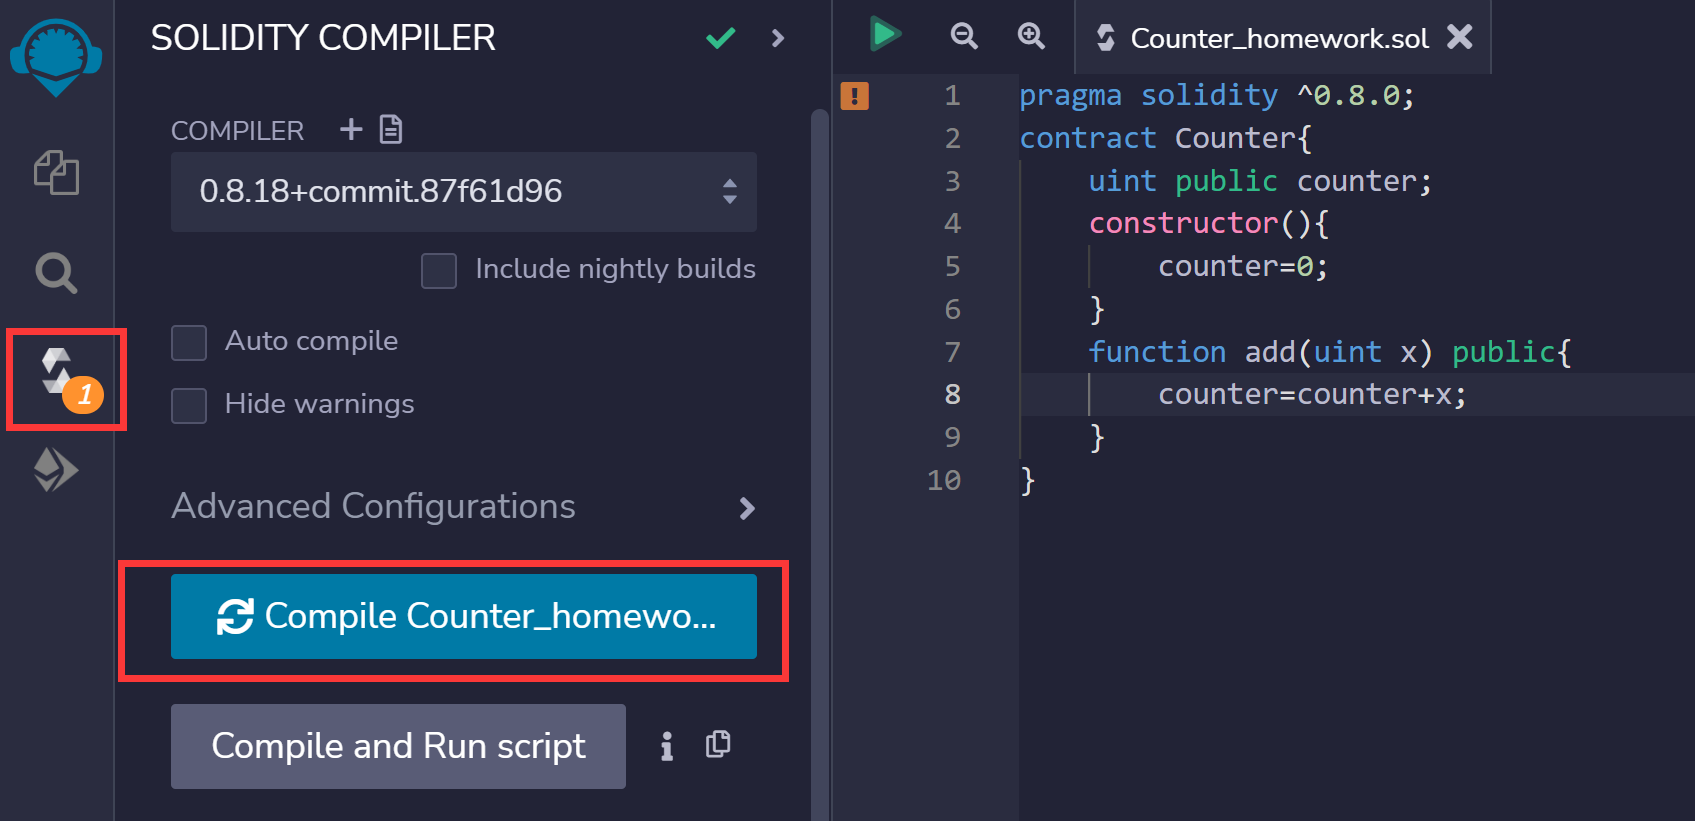 SOLIDITY COMPILER
COMPILER
0.8.18+commit.87f61d96
Include nightly builds
Auto compile
Hide warnings
1
Advanced Configurations
Compile Counter_homewo...
Compile and Run script
Counter_homework.sol
1 pragma solidity ^0.8.0;
2 contract Counter{
3     uint public counter;
4     constructor(){
5         counter=0;
6     }
7     function add(uint x) public{
8         counter=counter+x;
9     }
10 }